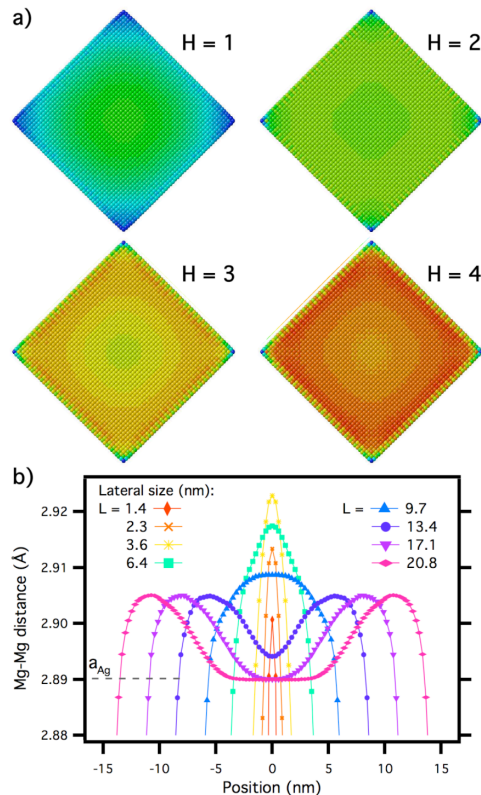 a)
H = 1
H = 2
H = 3
H = 4
b)
Lateral size (nm):
L = 1.4
2.3
3.6
6.4
L = 9.7
13.4
17.1
20.8
Mg-Mg distance (Å)
2.92
2.91
2.90
2.89
2.88
aAg
-15 -10 -5 0 5 10 15
Position (nm)